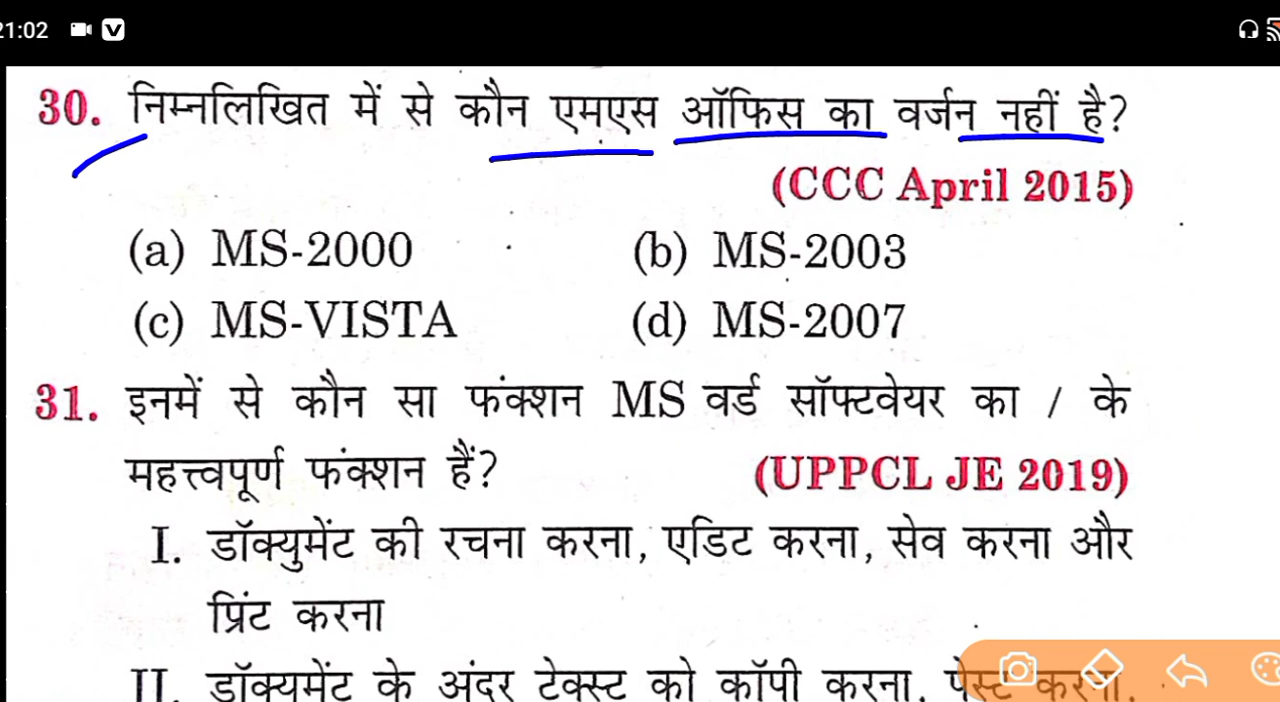 21:02
30. निम्नलिखित में से कौन एमएस ऑफिस का वर्जन नहीं है?
(CCC April 2015)
(a) MS-2000 (b) MS-2003
(c) MS-VISTA (d) MS-2007
31. इनमें से कौन सा फंक्शन MS वर्ड सॉफ्टवेयर का / के
महत्त्वपूर्ण फंक्शन हैं?
(UPPCL JE 2019)
I. डॉक्युमेंट की रचना करना, एडिट करना, सेव करना और
प्रिंट करना
II. डॉक्यमेंट के अंदर टेक्स्ट को कॉपी करना, पेस्ट करना,